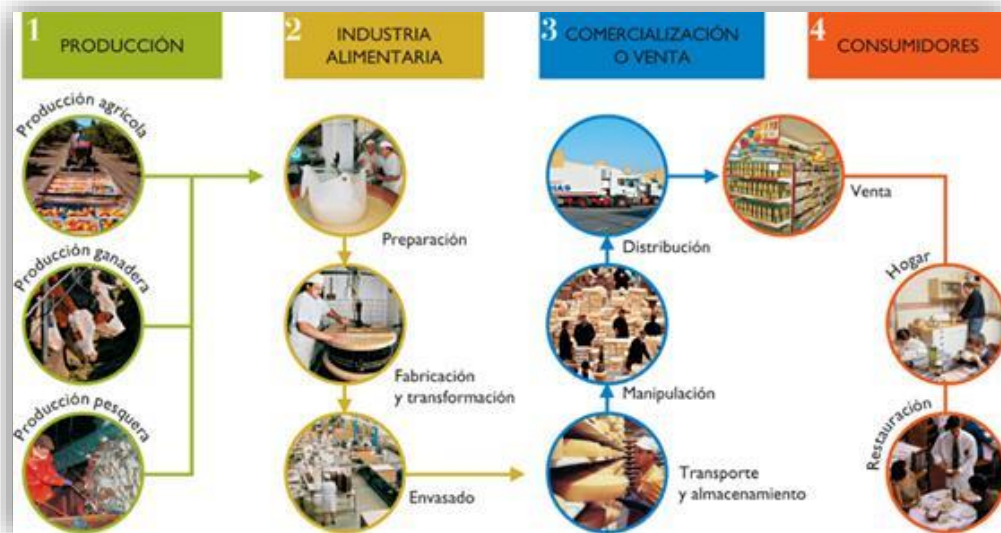 1
PRODUCCIÓN
2
INDUSTRIA
ALIMENTARIA
3
COMERCIALIZACIÓN
O VENTA
4
CONSUMIDORES
Producción agrícola
Producción ganadera
Producción pesquera
Preparación
Fabricación
y transformación
Envasado
Transporte
y almacenamiento
Manipulación
Distribución
Venta
Hogar
Restauración